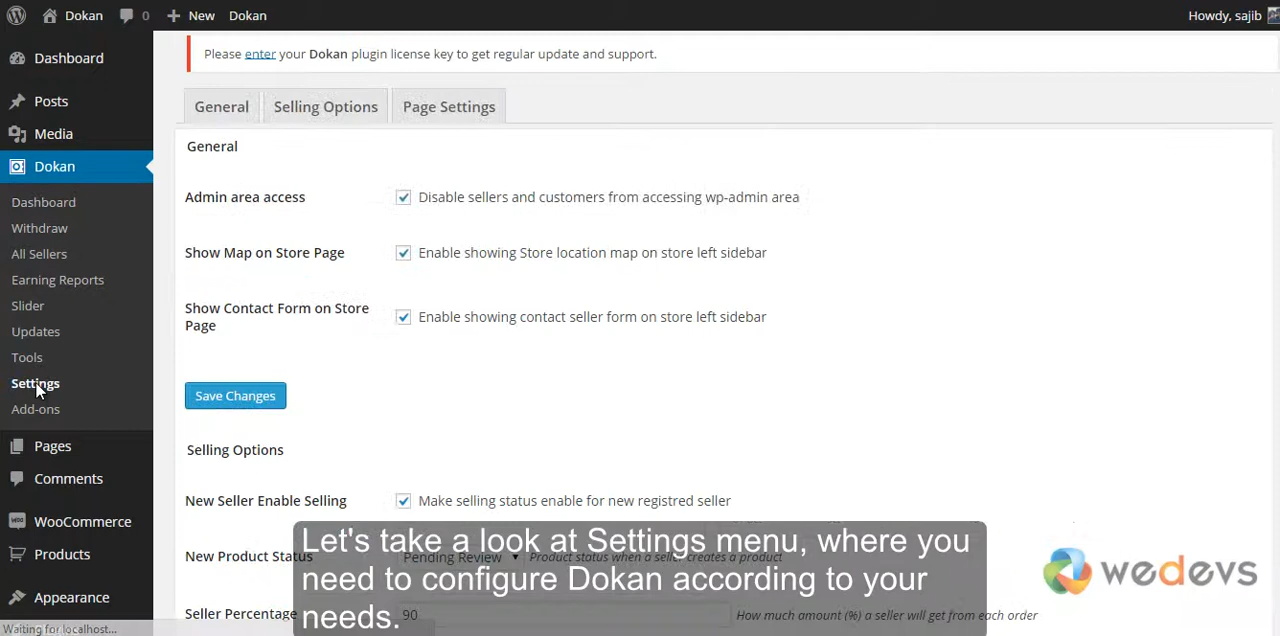 Dokan 0 New Dokan Howdy, sajib
Please enter your Dokan plugin license key to get regular update and support.
Dashboard
Posts
Media
Dokan
Dashboard
Withdraw
All Sellers
Earning Reports
Slider
Updates
Tools
Settings
Add-ons
Pages
Comments
WooCommerce
Products
Appearance
General Selling Options Page Settings
General
Admin area access Disable sellers and customers from accessing wp-admin area
Show Map on Store Page Enable showing Store location map on store left sidebar
Show Contact Form on Store
Page Enable showing contact seller form on store left sidebar
Save Changes
Selling Options
New Seller Enable Selling Make selling status enable for new registred seller
New Product Status Pending Review Product status when a seller creates a product
Seller Percentage 90 How much amount (%) a seller will get from each order
Let's take a look at Settings menu, where you
need to configure Dokan according to your
needs.
wedevs
Waiting for localhost...